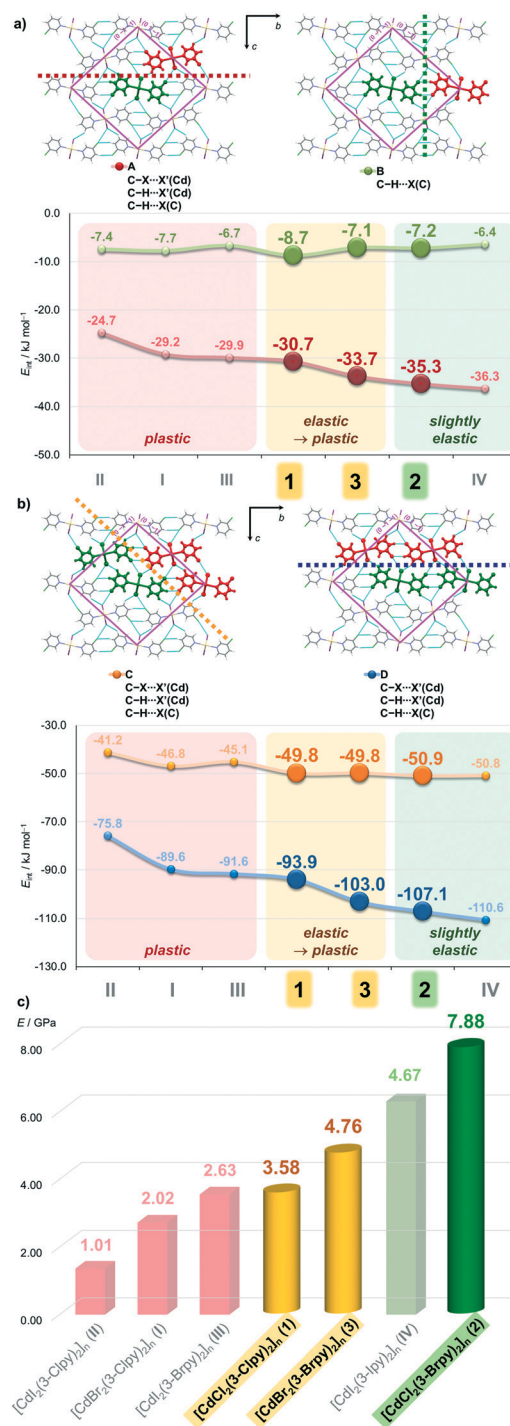 a)
b
c
A
C–X···X'(Cd)
C–H···X'(Cd)
C–H···X(C)
B
C–H···X(C)
0.0
-10.0
-20.0
-30.0
-40.0
-50.0
E int / kJ mol⁻¹
-7.4
-7.7
-6.7
-8.7
-7.1
-7.2
-6.4
-24.7
-29.2
-29.9
-30.7
-33.7
-35.3
-36.3
plastic
elastic
→ plastic
slightly
elastic
II
I
III
1
3
2
IV
b)
b
c
C
C–X···X'(Cd)
C–H···X'(Cd)
C–H···X(C)
D
C–X···X'(Cd)
C–H···X'(Cd)
C–H···X(C)
-30.0
-50.0
-70.0
-90.0
-110.0
-130.0
E int / kJ mol⁻¹
-41.2
-46.8
-45.1
-49.8
-49.8
-50.9
-50.8
-75.8
-89.6
-91.6
-93.9
-103.0
-107.1
-110.6
plastic
elastic
→ plastic
slightly
elastic
II
I
III
1
3
2
IV
c)
E / GPa
8.00
6.00
4.00
2.00
0.00
1.01
2.02
2.63
3.58
4.76
4.67
7.88
[CdI₂(3-Clpy)₂]ₙ (II)
[CdBr₂(3-Clpy)₂]ₙ (I)
[CdI₂(3-Brpy)₂]ₙ (III)
[CdCl₂(3-Clpy)₂]ₙ (1)
[CdBr₂(3-Brpy)₂]ₙ (3)
[CdI₂(3-Ipy)₂]ₙ (IV)
[CdCl₂(3-Brpy)₂]ₙ (2)